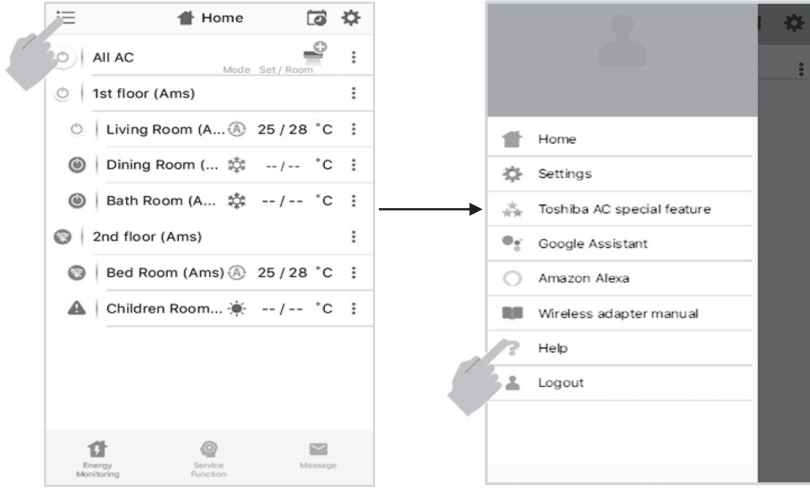 Home
All AC
Mode Set / Room
1st floor (Ams)
Living Room (A... A 25 / 28 °C
Dining Room (... -- / -- °C
Bath Room (A... -- / -- °C
2nd floor (Ams)
Bed Room (Ams) A 25 / 28 °C
Children Room... -- / -- °C
Energy Monitoring
Service Function
Message
Home
Settings
Toshiba AC special feature
Google Assistant
Amazon Alexa
Wireless adapter manual
? Help
Logout